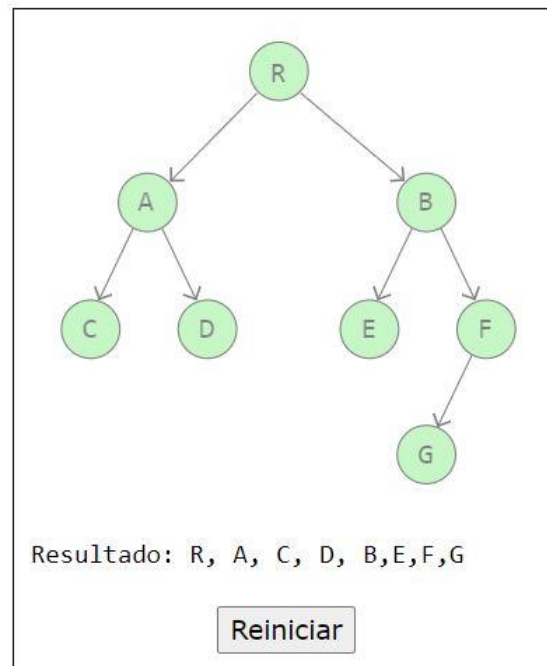 R
A B
C D E F
G
Resultado: R, A, C, D, B,E,F,G
Reiniciar